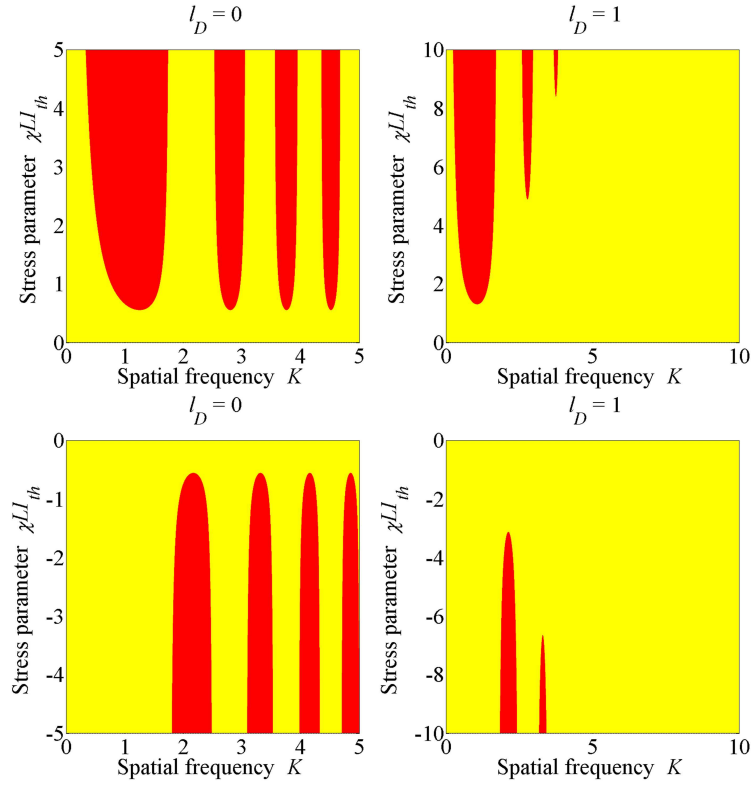 l_D = 0
5
4
3
2
1
0
Stress parameter χLI_th
0 1 2 3 4 5
Spatial frequency K
l_D = 1
10
8
6
4
2
0
Stress parameter χLI_th
0 5 10
Spatial frequency K
l_D = 0
0
-1
-2
-3
-4
-5
Stress parameter χLI_th
0 1 2 3 4 5
Spatial frequency K
l_D = 1
0
-2
-4
-6
-8
-10
Stress parameter χLI_th
0 5 10
Spatial frequency K